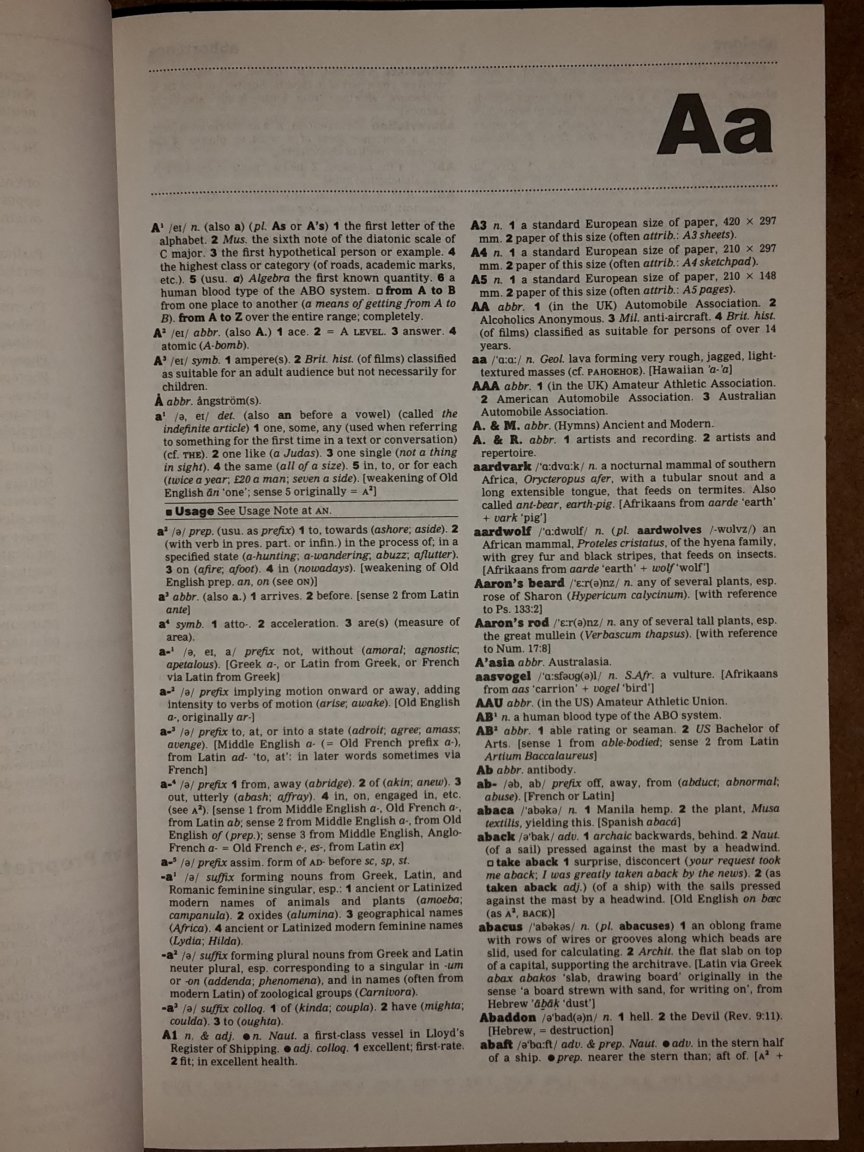 Aa
A¹ /eɪ/ n. (also a) (pl. As or A's) 1 the first letter of the
alphabet. 2 Mus. the sixth note of the diatonic scale of
C major. 3 the first hypothetical person or example. 4
the highest class or category (of roads, academic marks,
etc.). 5 (usu. a) Algebra the first known quantity. 6 a
human blood type of the ABO system. □ from A to B
from one place to another (a means of getting from A to
B). from A to Z over the entire range; completely.
A² /eɪ/ abbr. (also A.) 1 ace. 2 = A LEVEL. 3 answer. 4
atomic (A-bomb).
A³ /eɪ/ symb. 1 ampere(s). 2 Brit. hist. (of films) classified
as suitable for an adult audience but not necessarily for
children.
Å abbr. ångström(s).
a¹ /ə, eɪ/ det. (also an before a vowel) (called the
indefinite article) 1 one, some, any (used when referring
to something for the first time in a text or conversation)
(cf. THE). 2 one like (a Judas). 3 one single (not a thing
in sight). 4 the same (all of a size). 5 in, to, or for each
(twice a year; £20 a man; seven a side). [weakening of Old
English ān 'one'; sense 5 originally = A²]
■ Usage See Usage Note at AN.
a² /ə/ prep. (usu. as prefix) 1 to, towards (ashore; aside). 2
(with verb in pres. part. or infin.) in the process of; in a
specified state (a-hunting; a-wandering; abuzz; aflutter).
3 on (afire; afoot). 4 in (nowadays). [weakening of Old
English prep. an, on (see ON)]
a³ abbr. (also a.) 1 arrives. 2 before. [sense 2 from Latin
ante]
a⁴ symb. 1 atto-. 2 acceleration. 3 are(s) (measure of
area).
a-¹ /ə, eɪ, a/ prefix not, without (amoral; agnostic;
apetalous). [Greek a-, or Latin from Greek, or French
via Latin from Greek]
a-² /ə/ prefix implying motion onward or away, adding
intensity to verbs of motion (arise; awake). [Old English
a-, originally ar-]
a-³ /ə/ prefix to, at, or into a state (adroit; agree; amass;
avenge). [Middle English a- (= Old French prefix a-),
from Latin ad- 'to, at': in later words sometimes via
French]
a-⁴ /ə/ prefix 1 from, away (abridge). 2 of (akin; anew). 3
out, utterly (abash; affray). 4 in, on, engaged in, etc.
(see A²). [sense 1 from Middle English a-, Old French a-,
from Latin ab; sense 2 from Middle English a-, from Old
English of (prep.); sense 3 from Middle English, Anglo-
French a- = Old French e-, es-, from Latin ex]
a-⁵ /ə/ prefix assim. form of AD- before sc, sp, st.
-a¹ /ə/ suffix forming nouns from Greek, Latin, and
Romanic feminine singular, esp.: 1 ancient or Latinized
modern names of animals and plants (amoeba;
campanula). 2 oxides (alumina). 3 geographical names
(Africa). 4 ancient or Latinized modern feminine names
(Lydia; Hilda).
-a² /ə/ suffix forming plural nouns from Greek and Latin
neuter plural, esp. corresponding to a singular in -um
or -on (addenda; phenomena), and in names (often from
modern Latin) of zoological groups (Carnivora).
-a³ /ə/ suffix colloq. 1 of (kinda; coupla). 2 have (mighta;
coulda). 3 to (oughta).
A1 n. & adj. ● n. Naut. a first-class vessel in Lloyd's
Register of Shipping. ● adj. colloq. 1 excellent; first-rate.
2 fit; in excellent health.
A3 n. 1 a standard European size of paper, 420 × 297
mm. 2 paper of this size (often attrib.: A3 sheets).
A4 n. 1 a standard European size of paper, 210 × 297
mm. 2 paper of this size (often attrib.: A4 sketchpad).
A5 n. 1 a standard European size of paper, 210 × 148
mm. 2 paper of this size (often attrib.: A5 pages).
AA abbr. 1 (in the UK) Automobile Association. 2
Alcoholics Anonymous. 3 Mil. anti-aircraft. 4 Brit. hist.
(of films) classified as suitable for persons of over 14
years.
aa /ˈɑːɑː/ n. Geol. lava forming very rough, jagged, light-
textured masses (cf. PAHOEHOE). [Hawaiian 'a-'a]
AAA abbr. 1 (in the UK) Amateur Athletic Association.
2 American Automobile Association. 3 Australian
Automobile Association.
A. & M. abbr. (Hymns) Ancient and Modern.
A. & R. abbr. 1 artists and recording. 2 artists and
repertoire.
aardvark /ˈɑːdvɑːk/ n. a nocturnal mammal of southern
Africa, Orycteropus afer, with a tubular snout and a
long extensible tongue, that feeds on termites. Also
called ant-bear, earth-pig. [Afrikaans from aarde 'earth'
+ vark 'pig']
aardwolf /ˈɑːdwʊlf/ n. (pl. aardwolves /-wʊlvz/) an
African mammal, Proteles cristatus, of the hyena family,
with grey fur and black stripes, that feeds on insects.
[Afrikaans from aarde 'earth' + wolf 'wolf']
Aaron's beard /ˈɛːr(ə)nz/ n. any of several plants, esp.
rose of Sharon (Hypericum calycinum). [with reference
to Ps. 133:2]
Aaron's rod /ˈɛːr(ə)nz/ n. any of several tall plants, esp.
the great mullein (Verbascum thapsus). [with reference
to Num. 17:8]
A'asia abbr. Australasia.
aasvogel /ˈɑːsfəʊg(ə)l/ n. S.Afr. a vulture. [Afrikaans
from aas 'carrion' + vogel 'bird']
AAU abbr. (in the US) Amateur Athletic Union.
AB¹ n. a human blood type of the ABO system.
AB² abbr. 1 able rating or seaman. 2 US Bachelor of
Arts. [sense 1 from able-bodied; sense 2 from Latin
Artium Baccalaureus]
Ab abbr. antibody.
ab- /əb, ab/ prefix off, away, from (abduct; abnormal;
abuse). [French or Latin]
abaca /ˈabəkə/ n. 1 Manila hemp. 2 the plant, Musa
textilis, yielding this. [Spanish abacá]
aback /əˈbak/ adv. 1 archaic backwards, behind. 2 Naut.
(of a sail) pressed against the mast by a headwind.
□ take aback 1 surprise, disconcert (your request took
me aback; I was greatly taken aback by the news). 2 (as
taken aback adj.) (of a ship) with the sails pressed
against the mast by a headwind. [Old English on bæc
(as A², BACK)]
abacus /ˈabəkəs/ n. (pl. abacuses) 1 an oblong frame
with rows of wires or grooves along which beads are
slid, used for calculating. 2 Archit. the flat slab on top
of a capital, supporting the architrave. [Latin via Greek
abax abakos 'slab, drawing board' originally in the
sense 'a board strewn with sand, for writing on', from
Hebrew 'ābāk 'dust']
Abaddon /əˈbad(ə)n/ n. 1 hell. 2 the Devil (Rev. 9:11).
[Hebrew, = destruction]
abaft /əˈbɑːft/ adv. & prep. Naut. ● adv. in the stern half
of a ship. ● prep. nearer the stern than; aft of. [A² +